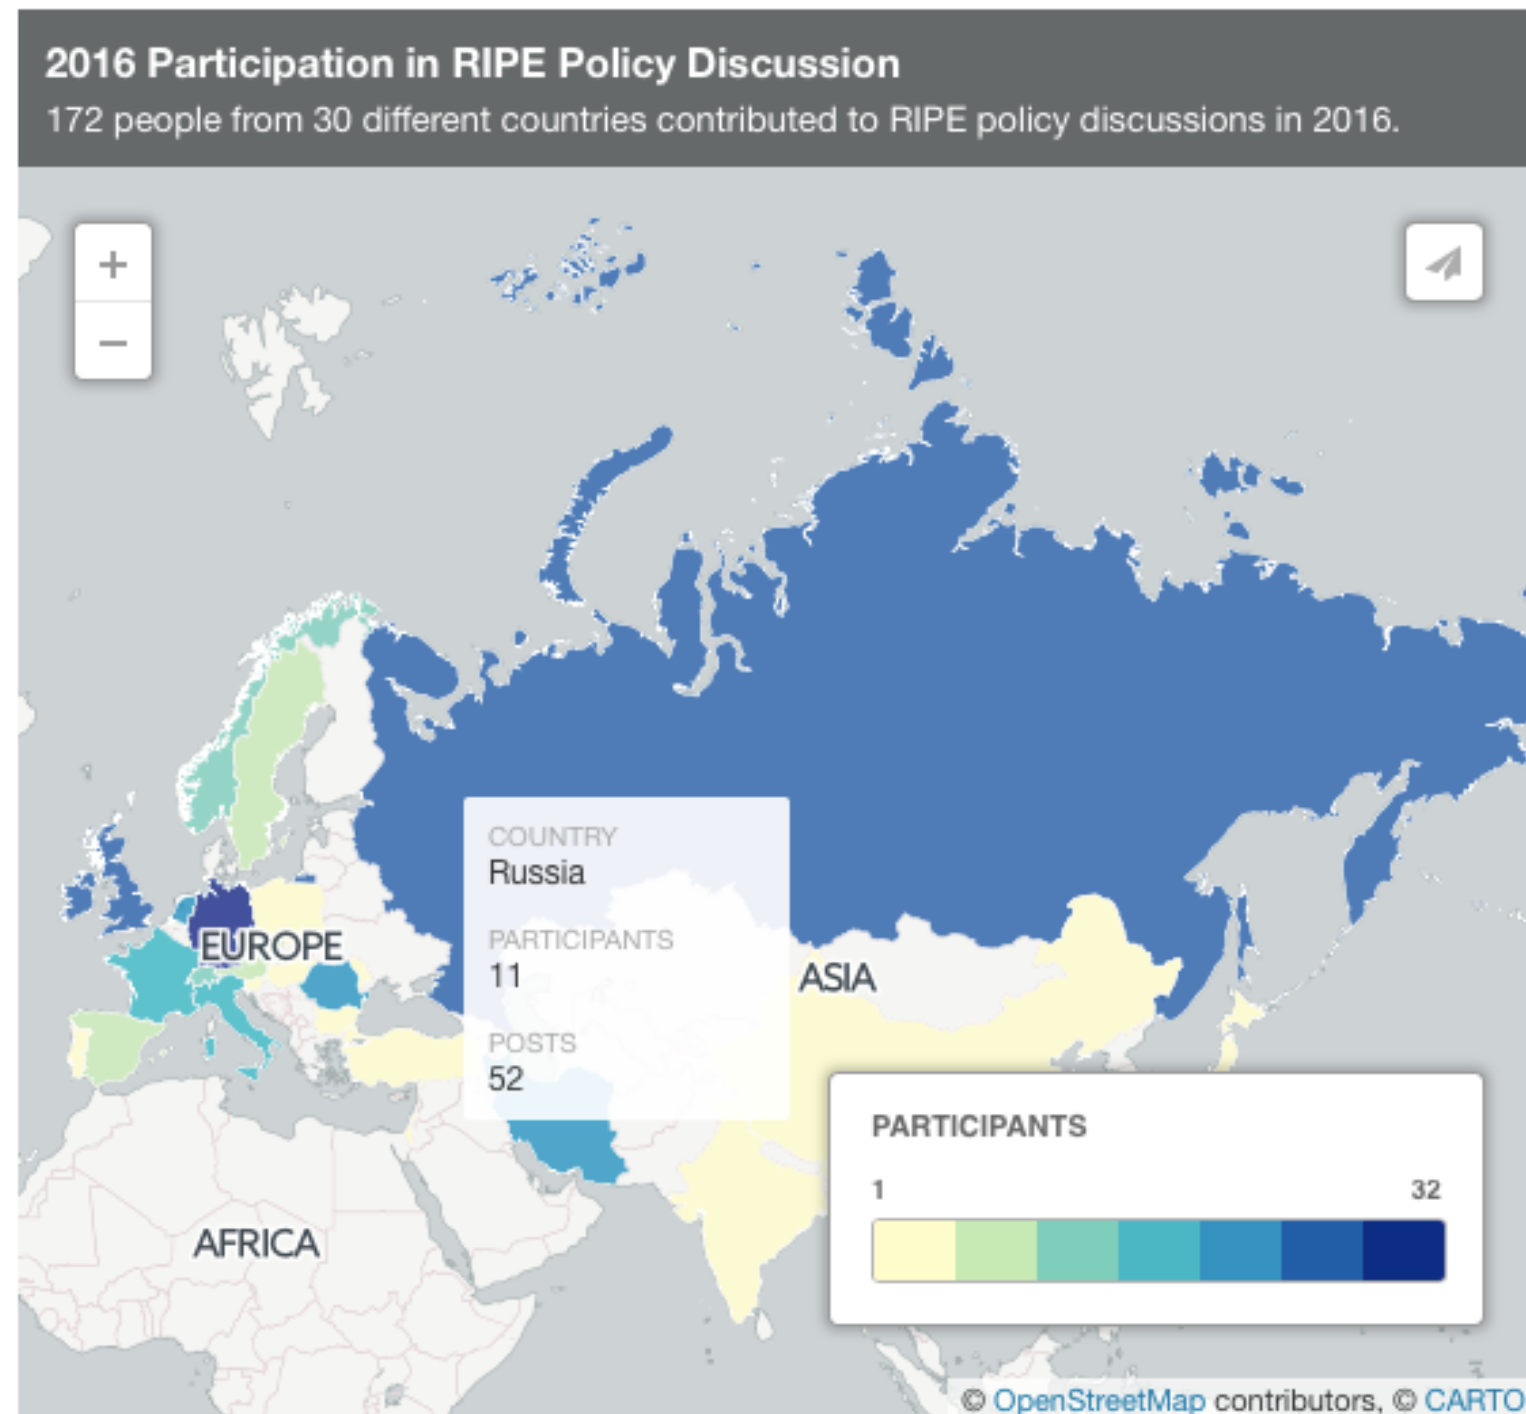 2016 Participation in RIPE Policy Discussion
172 people from 30 different countries contributed to RIPE policy discussions in 2016.
+
−
COUNTRY
Russia
PARTICIPANTS
11
POSTS
52
EUROPE
ASIA
AFRICA
PARTICIPANTS
1 32
© OpenStreetMap contributors, © CARTO